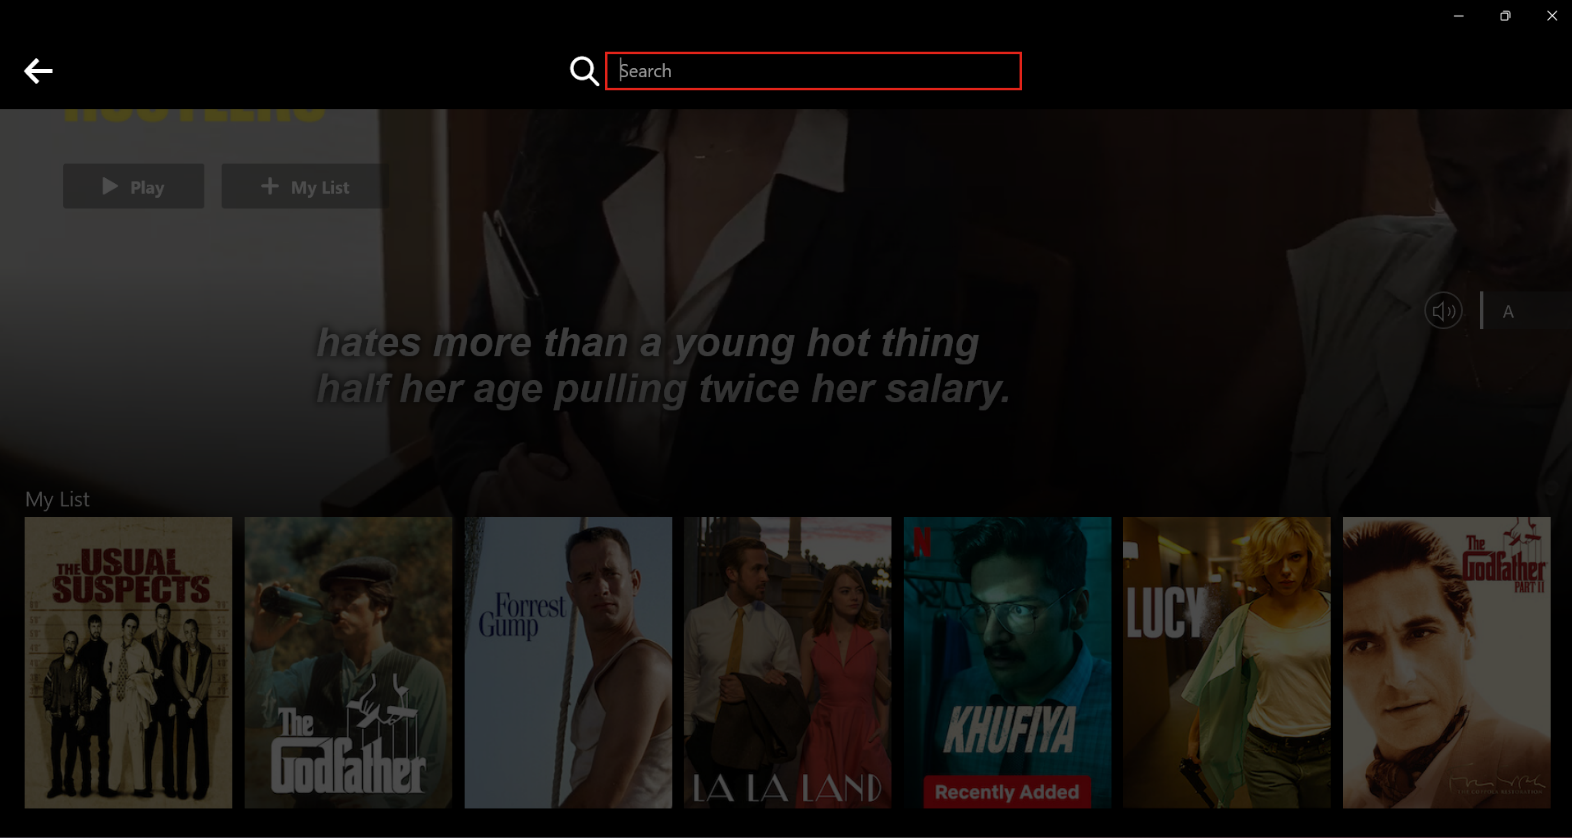 Search
HUSTLERS
Play
My List
A
hates more than a young hot thing
half her age pulling twice her salary.
My List
THE USUAL
SUSPECTS
The
Godfather
Forrest
Gump
LA LA LAND
N
KHUFIYA
Recently Added
LUCY
The
Godfather
PART II